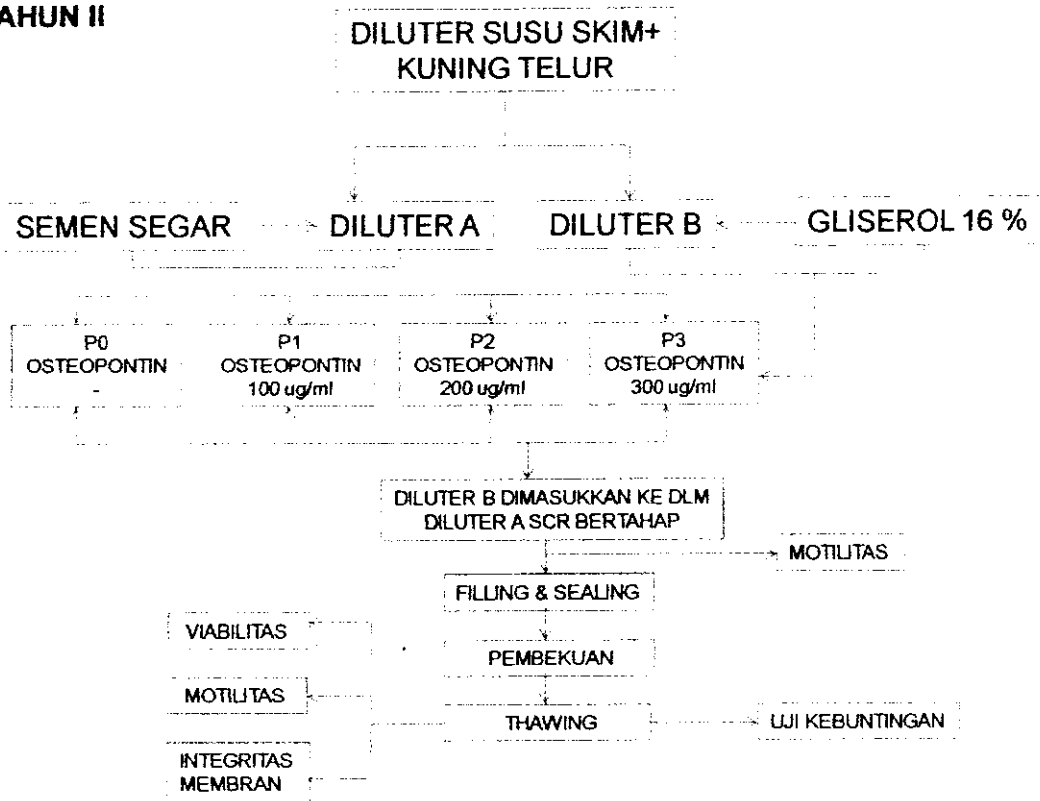 AHUN II
DILUTER SUSU SKIM+
KUNING TELUR
SEMEN SEGAR
DILUTER A
DILUTER B
GLISEROL 16 %
P0
OSTEOPONTIN
-
P1
OSTEOPONTIN
100 ug/ml
P2
OSTEOPONTIN
200 ug/ml
P3
OSTEOPONTIN
300 ug/ml
DILUTER B DIMASUKKAN KE DLM
DILUTER A SCR BERTAHAP
MOTILITAS
FILLING & SEALING
VIABILITAS
PEMBEKUAN
MOTILITAS
THAWING
UJI KEBUNTINGAN
INTEGRITAS
MEMBRAN